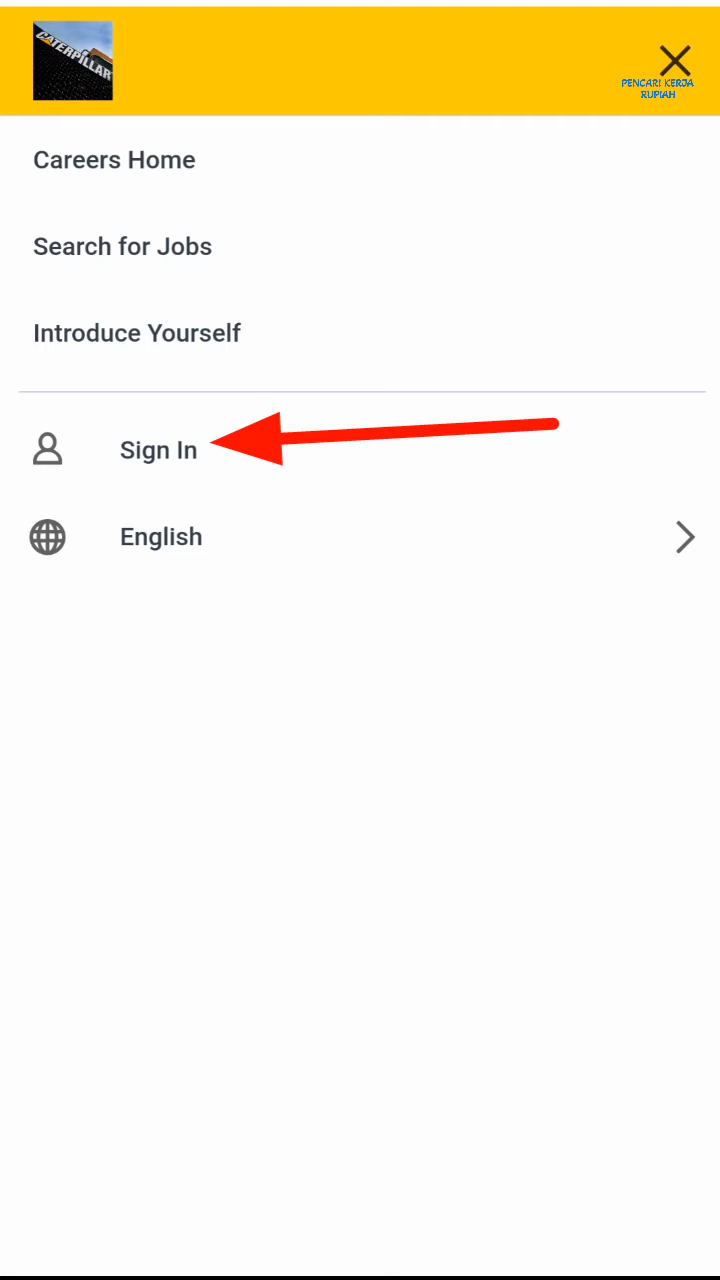 CATERPILLAR
PENCARI KERJA
RUPIAH
Careers Home
Search for Jobs
Introduce Yourself
Sign In
English